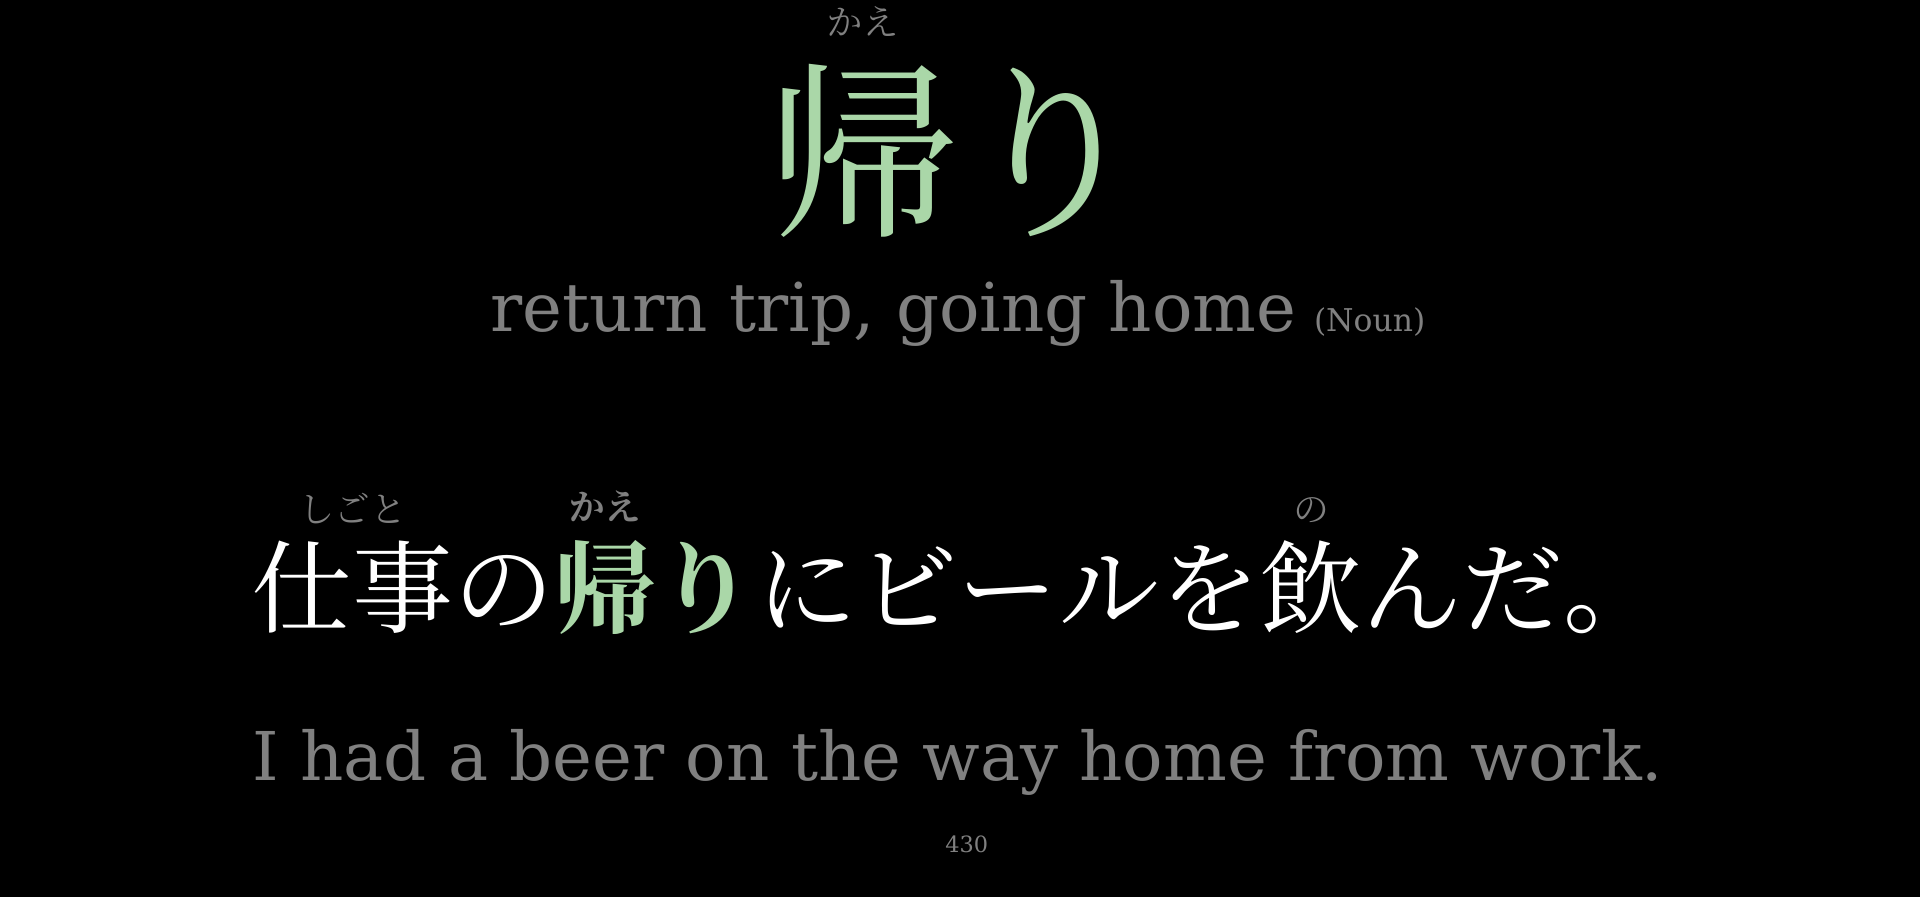 かえ
帰り
return trip, going home (Noun)
しごと かえ の
仕事の帰りにビールを飲んだ。
I had a beer on the way home from work.
430